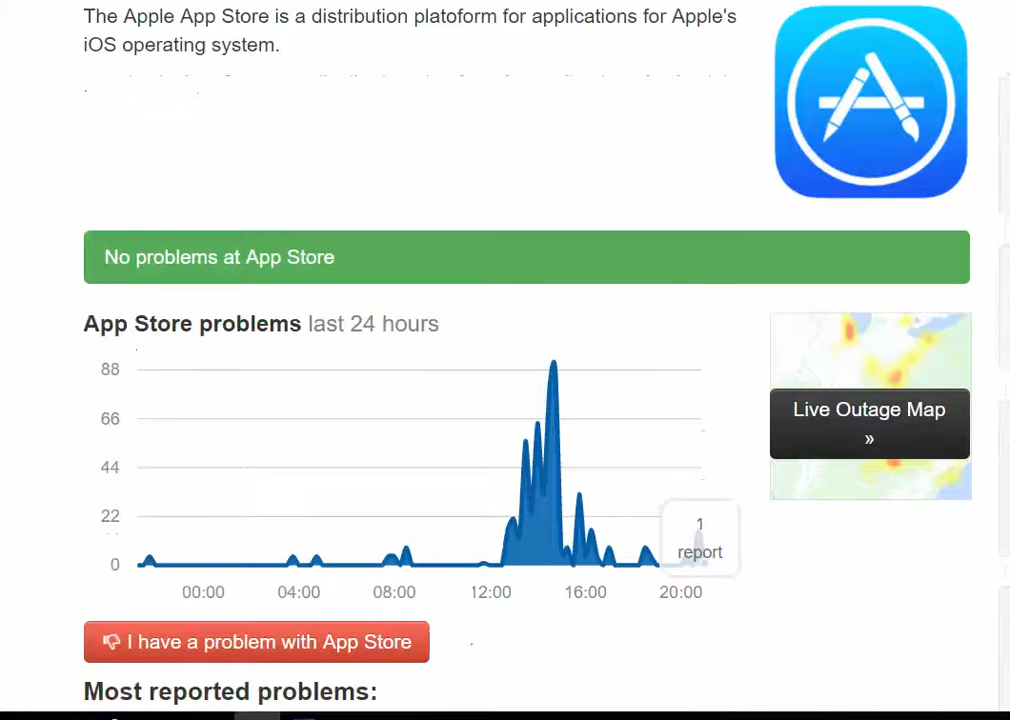 The Apple App Store is a distribution platoform for applications for Apple's
iOS operating system.
No problems at App Store
App Store problems last 24 hours
88
66
44
22
0
00:00 04:00 08:00 12:00 16:00 20:00
1
report
Live Outage Map
»
I have a problem with App Store
Most reported problems: